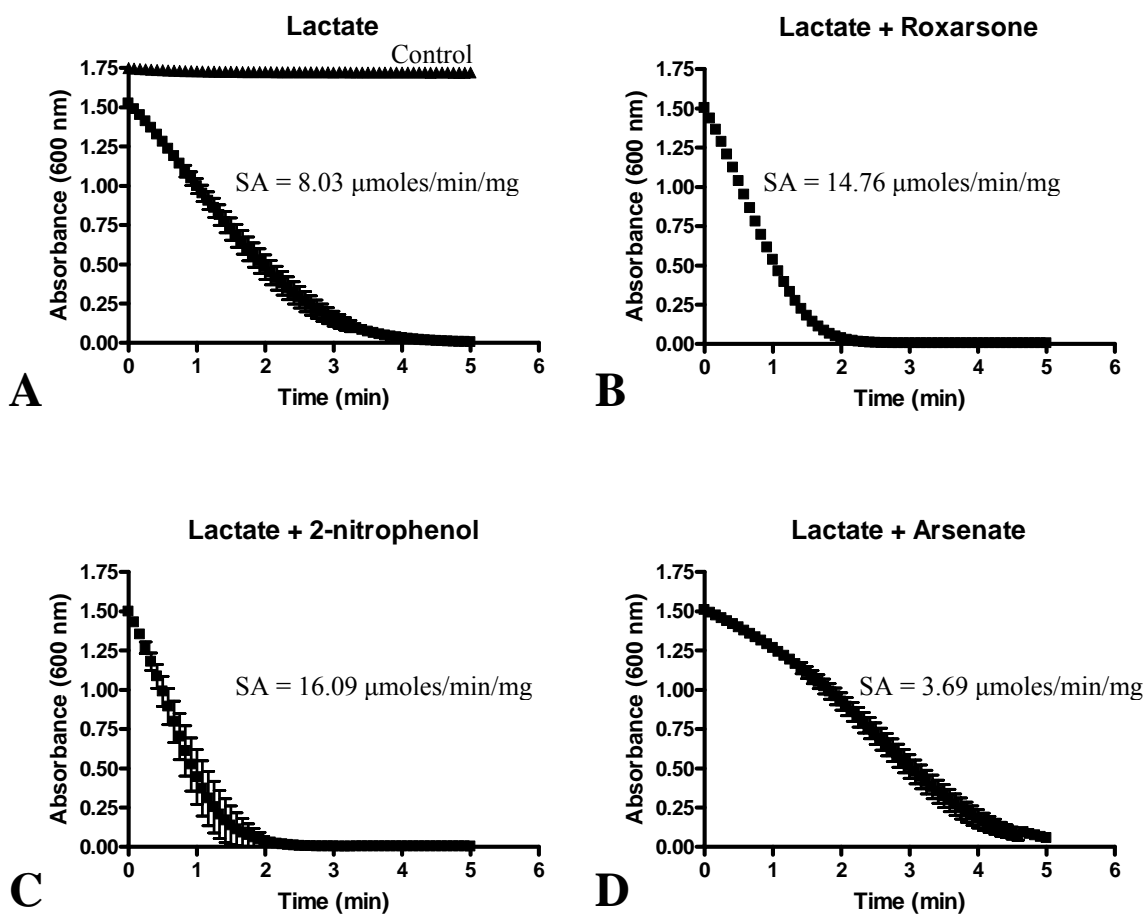 Lactate
Control
1.75
1.50
1.25
1.00
0.75
0.50
0.25
0.00
Absorbance (600 nm)
SA = 8.03 μmoles/min/mg
0 1 2 3 4 5 6
Time (min)
A
Lactate + Roxarsone
1.75
1.50
1.25
1.00
0.75
0.50
0.25
0.00
Absorbance (600 nm)
SA = 14.76 μmoles/min/mg
0 1 2 3 4 5 6
Time (min)
B
Lactate + 2-nitrophenol
1.75
1.50
1.25
1.00
0.75
0.50
0.25
0.00
Absorbance (600 nm)
SA = 16.09 μmoles/min/mg
0 1 2 3 4 5 6
Time (min)
C
Lactate + Arsenate
1.75
1.50
1.25
1.00
0.75
0.50
0.25
0.00
Absorbance (600 nm)
SA = 3.69 μmoles/min/mg
0 1 2 3 4 5 6
Time (min)
D